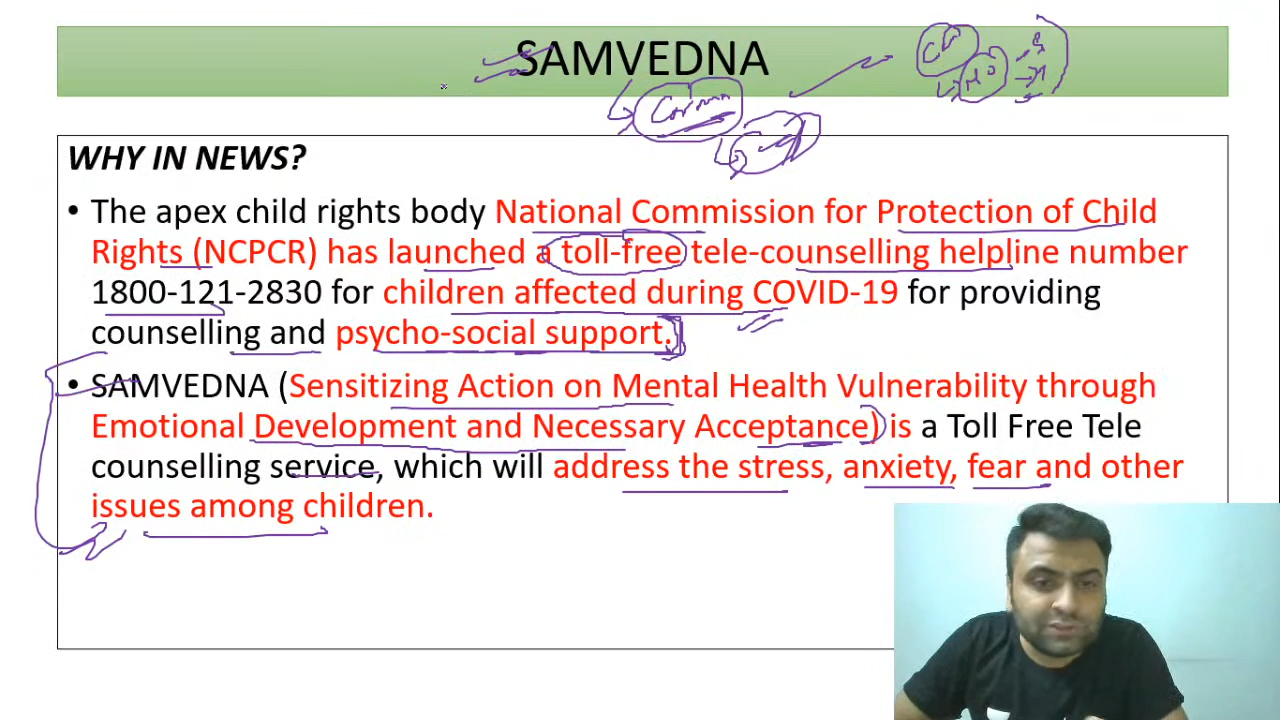 SAMVEDNA
WHY IN NEWS?
• The apex child rights body National Commission for Protection of Child
Rights (NCPCR) has launched a toll-free tele-counselling helpline number
1800-121-2830 for children affected during COVID-19 for providing
counselling and psycho-social support.
• SAMVEDNA (Sensitizing Action on Mental Health Vulnerability through
Emotional Development and Necessary Acceptance) is a Toll Free Tele
counselling service, which will address the stress, anxiety, fear and other
issues among children.